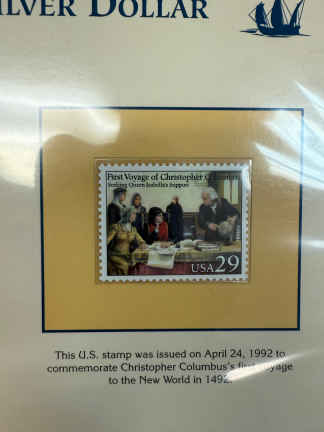 ILVER DOLLAR
First Voyage of Christopher Columbus
Seeking Queen Isabella's Support
USA 29
This U.S. stamp was issued on April 24, 1992 to
commemorate Christopher Columbus's first voyage
to the New World in 1492.